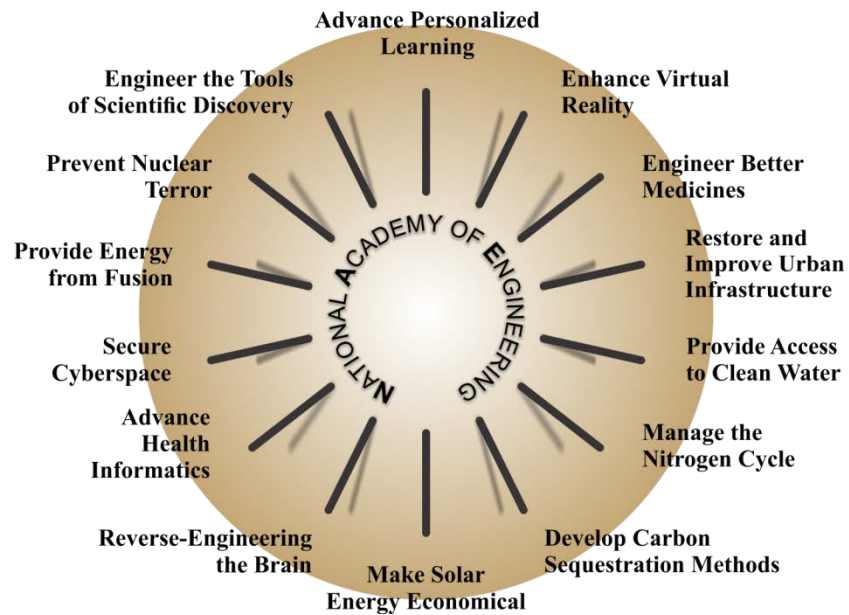 Advance Personalized
Learning
Enhance Virtual
Reality
Engineer Better
Medicines
Restore and
Improve Urban
Infrastructure
Provide Access
to Clean Water
Manage the
Nitrogen Cycle
Develop Carbon
Sequestration Methods
Make Solar
Energy Economical
Reverse-Engineering
the Brain
Advance
Health
Informatics
Secure
Cyberspace
Provide Energy
from Fusion
Prevent Nuclear
Terror
Engineer the Tools
of Scientific Discovery
NATIONAL ACADEMY OF ENGINEERING